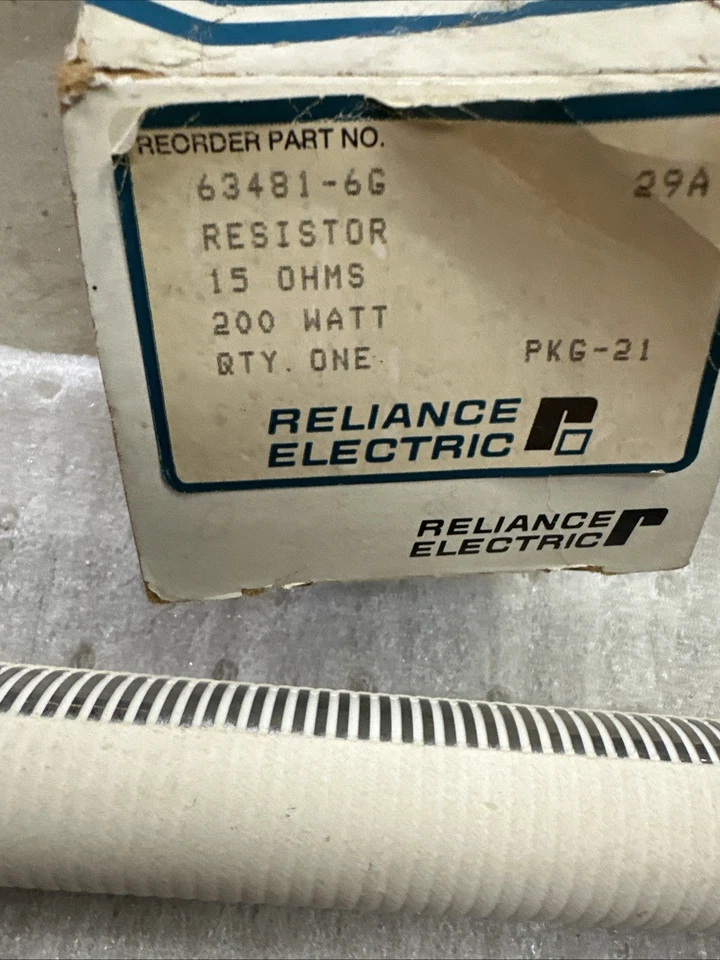 REORDER PART NO.
63481-6G 29A
RESISTOR
15 OHMS
200 WATT
QTY. ONE PKG-21
RELIANCE
ELECTRIC
RELIANCE
ELECTRIC